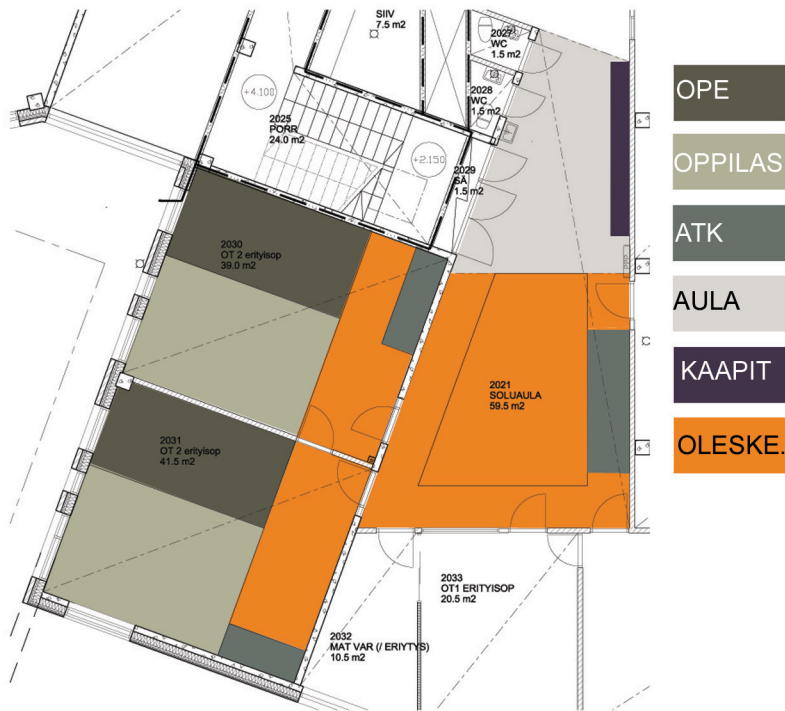 SIIV
7.5 m2
2027
WC
1.5 m2
+4.100
2028
WC
1.5 m2
2025
PORR
24.0 m2
+2.150
2029
SÄ
1.5 m2
2030
OT 2 erityisop
39.0 m2
2021
SOLUAULA
59.5 m2
2031
OT 2 erityisop
41.5 m2
2033
OT1 ERITYISOP
20.5 m2
2032
MAT VAR (/ ERIYTYS)
10.5 m2
OPE
OPPILAS
ATK
AULA
KAAPIT
OLESKE.